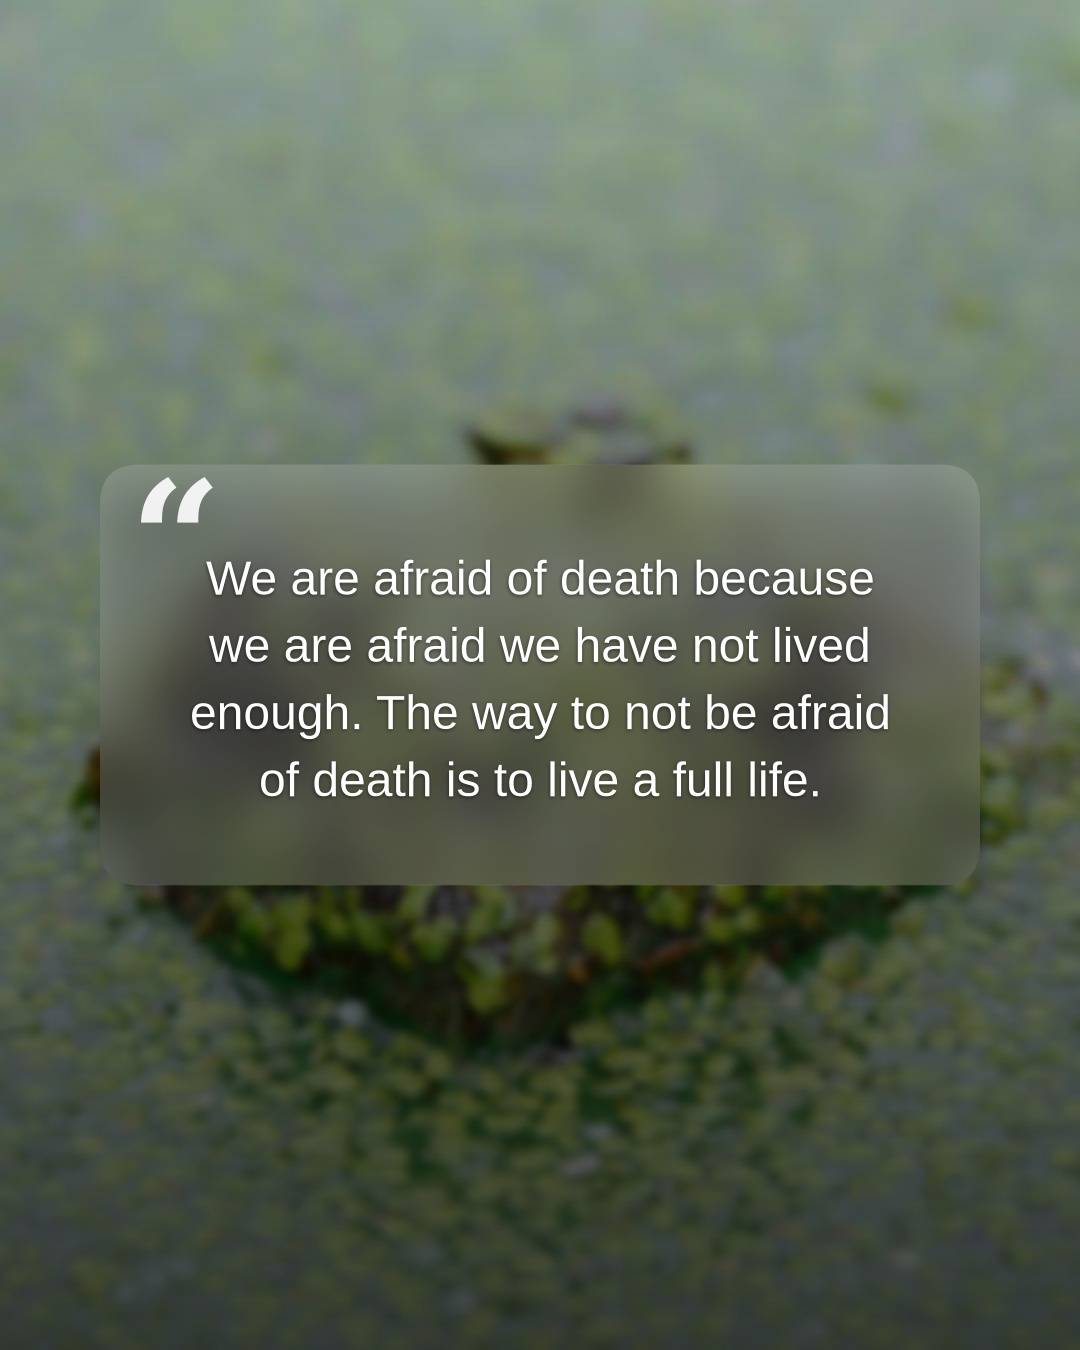 “
We are afraid of death because
we are afraid we have not lived
enough. The way to not be afraid
of death is to live a full life.